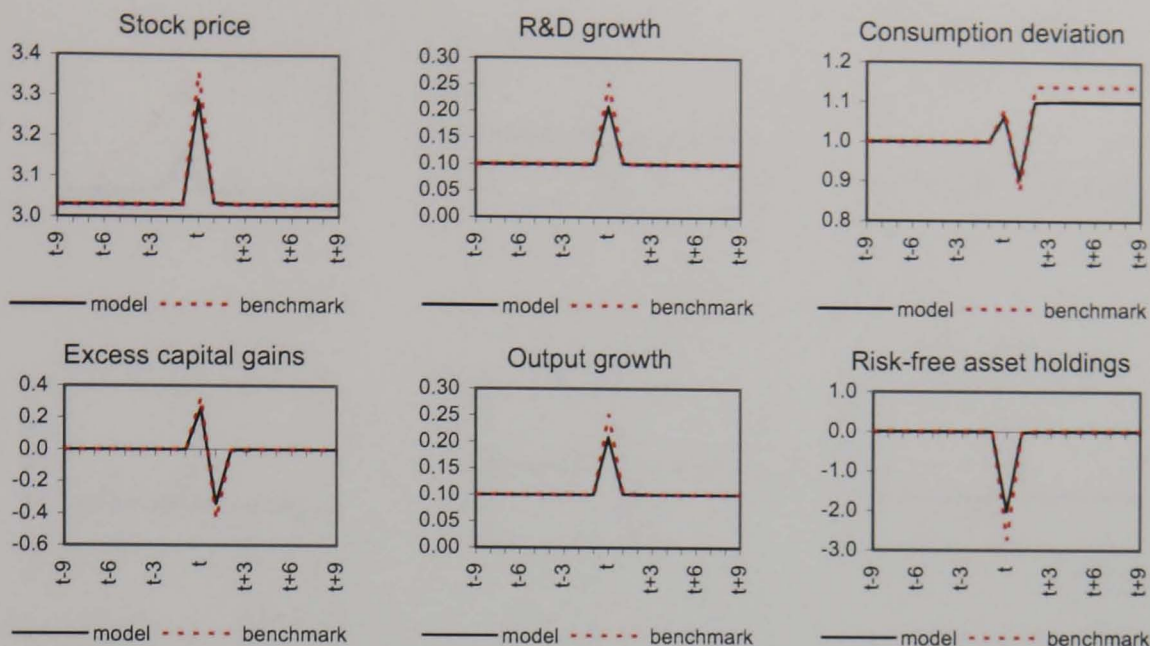 Stock price
3.4
3.3
3.2
3.1
3.0
t-9
t-6
t-3
t
t+3
t+6
t+9
model benchmark
R&D growth
0.30
0.25
0.20
0.15
0.10
0.05
0.00
t-9
t-6
t-3
t
t+3
t+6
t+9
model benchmark
Consumption deviation
1.2
1.1
1.0
0.9
0.8
t-9
t-6
t-3
t
t+3
t+6
t+9
model benchmark
Excess capital gains
0.4
0.2
0.0
-0.2
-0.4
-0.6
t-9
t-6
t-3
t
t+3
t+6
t+9
model benchmark
Output growth
0.30
0.25
0.20
0.15
0.10
0.05
0.00
t-9
t-6
t-3
t
t+3
t+6
t+9
model benchmark
Risk-free asset holdings
1.0
0.0
-1.0
-2.0
-3.0
t-9
t-6
t-3
t
t+3
t+6
t+9
model benchmark